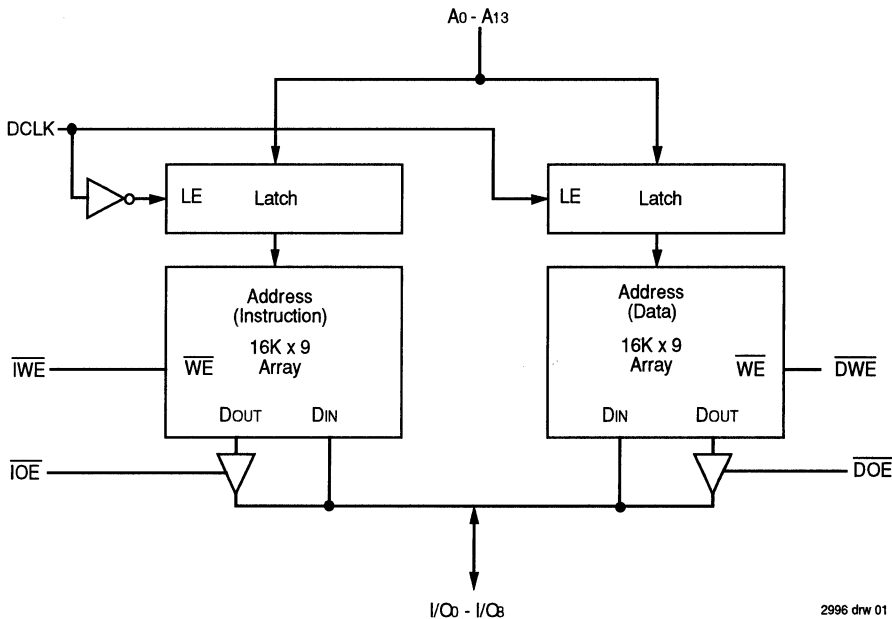 A0 - A13
DCLK
LE Latch
LE Latch
Address
(Instruction)
16K x 9
Array
Address
(Data)
16K x 9
Array
IWE
WE
WE
DWE
DOUT DIN
DIN DOUT
IOE
DOE
I/O0 - I/O8
2996 drw 01